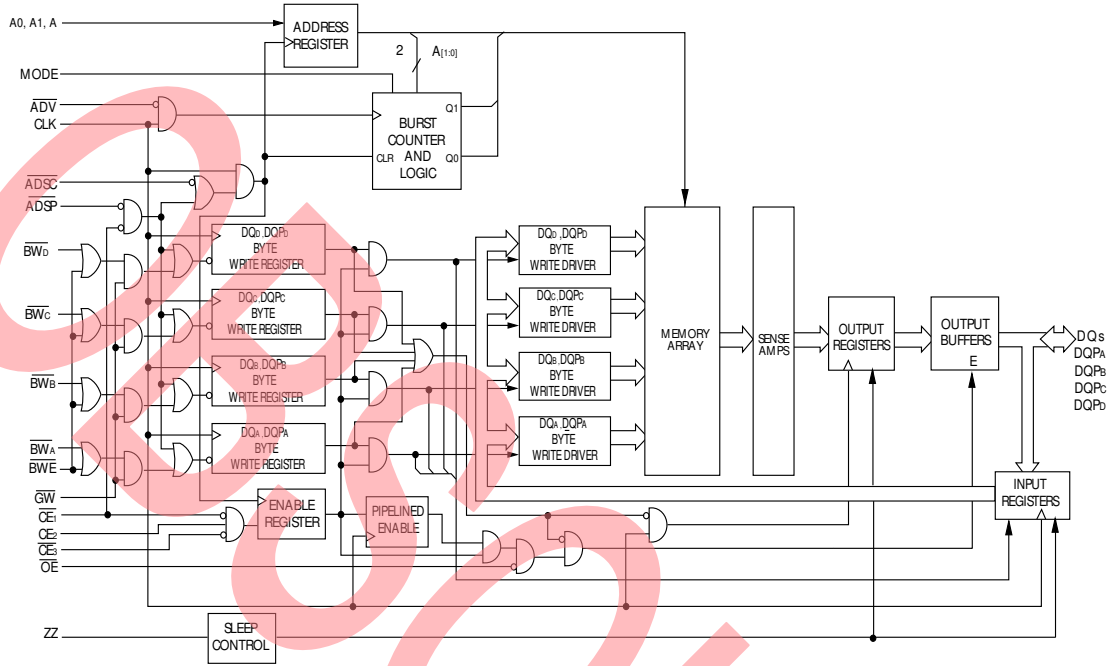 A0, A1, A
ADDRESS
REGISTER
2
A[1:0]
MODE
ADV
CLK
BURST
COUNTER
AND
LOGIC
CLR
Q1
Q0
ADSC
ADSP
BWD
BWC
BWB
BWA
BWE
GW
CE1
CE2
CE3
OE
ZZ
DQD, DQPD
BYTE
WRITE REGISTER
DQC, DQPC
BYTE
WRITE REGISTER
DQB, DQPB
BYTE
WRITE REGISTER
DQA, DQPA
BYTE
WRITE REGISTER
ENABLE
REGISTER
PIPELINED
ENABLE
SLEEP
CONTROL
DQD, DQPD
BYTE
WRITE DRIVER
DQC, DQPC
BYTE
WRITE DRIVER
DQB, DQPB
BYTE
WRITE DRIVER
DQA, DQPA
BYTE
WRITE DRIVER
MEMORY
ARRAY
SENSE
AMPS
OUTPUT
REGISTERS
OUTPUT
BUFFERS
E
DQs
DQPA
DQPB
DQPC
DQPD
INPUT
REGISTERS